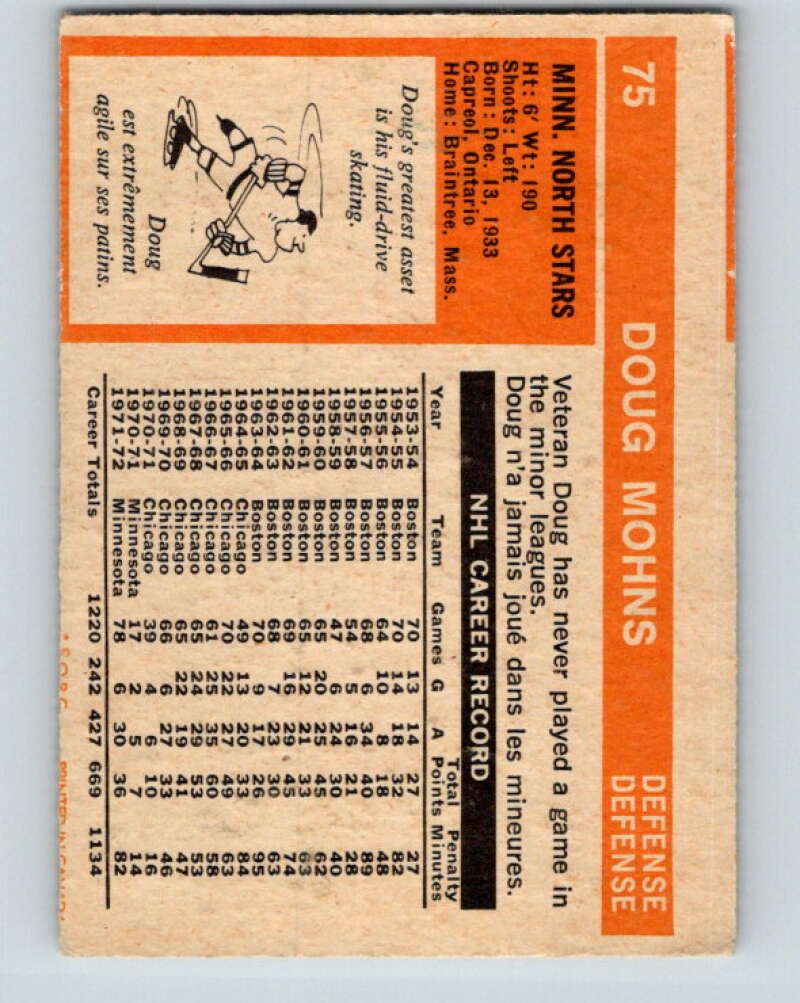 75 DOUG MOHNS DEFENSE
DEFENSE
MINN. NORTH STARS
Ht: 6' Wt: 190
Shoots: Left
Born: Dec. 13, 1933
Capreol, Ontario
Home: Braintree, Mass.
Doug's greatest asset
is his fluid-drive
skating.
Doug
est extrêmement
agile sur ses patins.
Veteran Doug has never played a game in
the minor leagues.
Doug n'a jamais joué dans les mineures.
NHL CAREER RECORD
Total Penalty
Year Team Games G A Points Minutes
1953-54 Boston 70 13 14 27 27
1954-55 Boston 70 14 18 32 82
1955-56 Boston 64 10 8 18 48
1956-57 Boston 68 6 34 40 89
1957-58 Boston 54 5 16 21 28
1958-59 Boston 47 6 24 30 40
1959-60 Boston 65 20 25 45 62
1960-61 Boston 65 12 21 33 63
1961-62 Boston 69 16 29 45 74
1962-63 Boston 68 7 23 30 63
1963-64 Boston 70 9 17 26 95
1964-65 Chicago 49 13 20 33 84
1965-66 Chicago 70 22 27 49 63
1966-67 Chicago 61 25 35 60 58
1967-68 Chicago 65 24 29 53 53
1968-69 Chicago 65 22 19 41 47
1969-70 Chicago 66 6 27 33 46
1970-71 Chicago 39 4 6 10 16
1970-71 Minnesota 17 2 5 7 14
1971-72 Minnesota 78 6 30 36 82
Career Totals 1220 242 427 669 1134
PRINTED IN